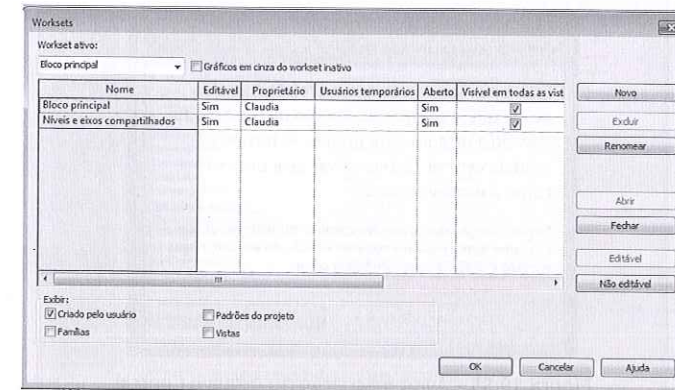 Worksets
Workset ativo:
Bloco principal
Gráficos em cinza do workset inativo
Nome Editável Proprietário Usuários temporários Aberto Visível em todas as vist
Bloco principal Sim Claudia Sim
Níveis e eixos compartilhados Sim Claudia Sim
Novo
Excluir
Renomear
Abrir
Fechar
Editável
Não editável
Exibir:
Criado pelo usuário
Padrões do projeto
Famílias
Vistas
OK Cancelar Ajuda